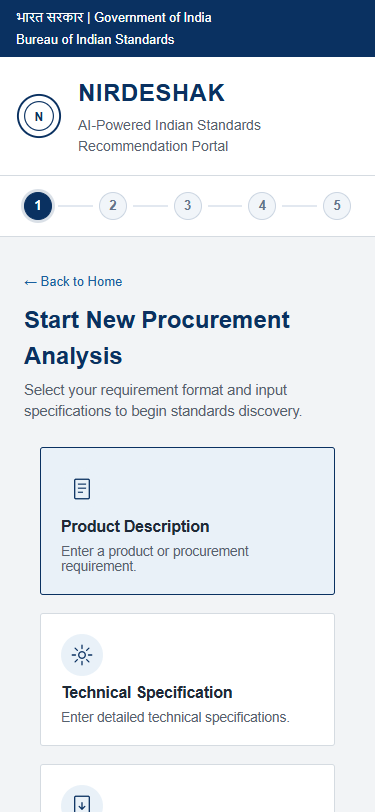 भारत सरकार | Government of India
Bureau of Indian Standards
N
NIRDESHAK
AI-Powered Indian Standards
Recommendation Portal
1 2 3 4 5
← Back to Home
Start New Procurement
Analysis
Select your requirement format and input
specifications to begin standards discovery.
Product Description
Enter a product or procurement
requirement.
Technical Specification
Enter detailed technical specifications.